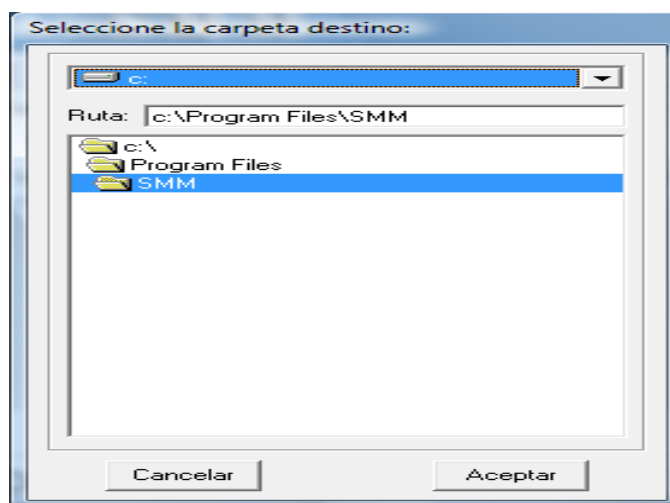 Seleccione la carpeta destino:
c:
Ruta: c:\Program Files\SMM
c:\
Program Files
SMM
Cancelar Aceptar